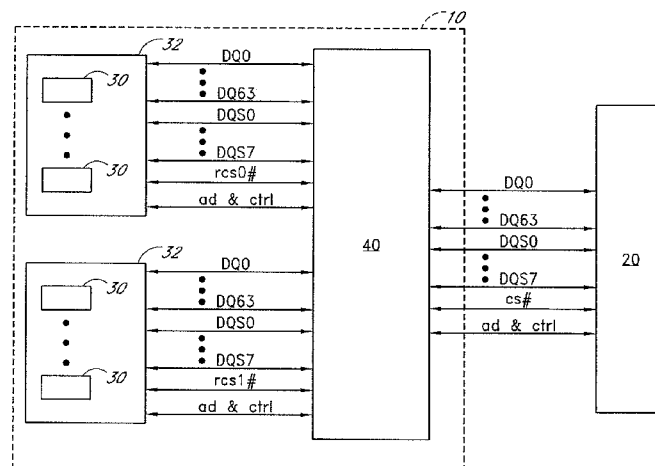 10
32
30
30
DQ0
DQ63
DQS0
DQS7
rcs0#
ad & ctrl
32
30
30
DQ0
DQ63
DQS0
DQS7
rcs1#
ad & ctrl
40
DQ0
DQ63
DQS0
DQS7
cs#
ad & ctrl
20